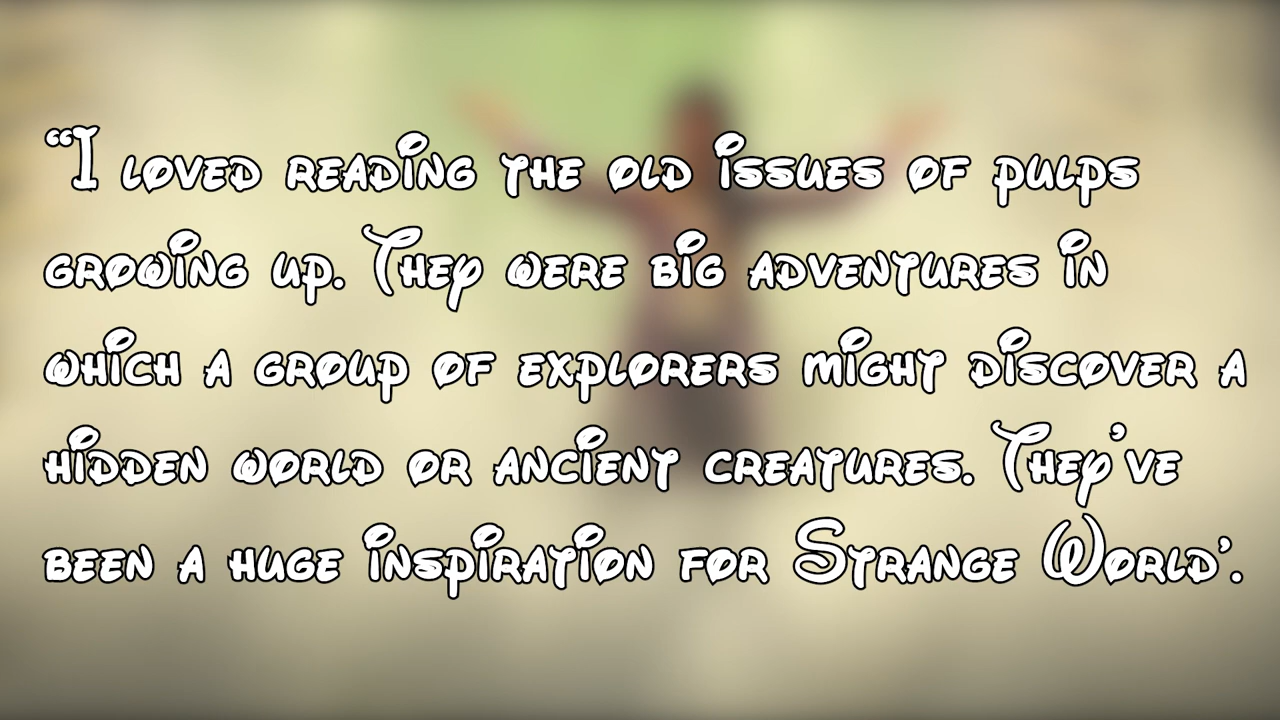 “I loved reading the old issues of pulps
growing up. They were big adventures in
which a group of explorers might discover a
hidden world or ancient creatures. They’ve
been a huge inspiration for Strange World’.